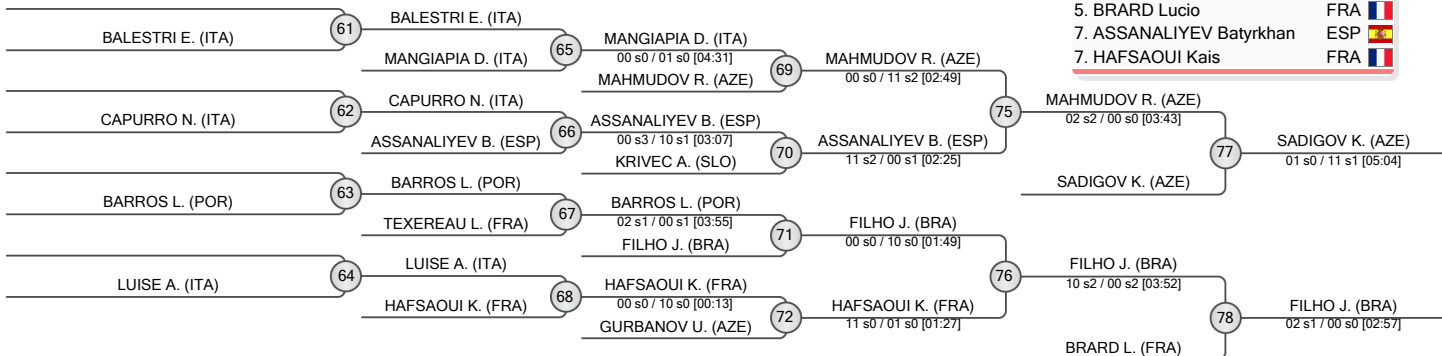 5. BRARD Lucio FRA
7. ASSANALIYEV Batyrkhan ESP
7. HAFSAOUI Kais FRA
BALESTRI E. (ITA)
61
BALESTRI E. (ITA)
MANGIAPIA D. (ITA)
65
MANGIAPIA D. (ITA)
00 s0 / 01 s0 [04:31]
MAHMUDOV R. (AZE)
69
MAHMUDOV R. (AZE)
00 s0 / 11 s2 [02:49]
CAPURRO N. (ITA)
62
CAPURRO N. (ITA)
ASSANALIYEV B. (ESP)
66
ASSANALIYEV B. (ESP)
00 s3 / 10 s1 [03:07]
KRIVEC A. (SLO)
70
ASSANALIYEV B. (ESP)
11 s2 / 00 s1 [02:25]
75
MAHMUDOV R. (AZE)
02 s2 / 00 s0 [03:43]
SADIGOV K. (AZE)
77
SADIGOV K. (AZE)
01 s0 / 11 s1 [05:04]
BARROS L. (POR)
63
BARROS L. (POR)
TEXEREAU L. (FRA)
67
BARROS L. (POR)
02 s1 / 00 s1 [03:55]
FILHO J. (BRA)
71
FILHO J. (BRA)
00 s0 / 10 s0 [01:49]
LUISE A. (ITA)
64
LUISE A. (ITA)
HAFSAOUI K. (FRA)
68
HAFSAOUI K. (FRA)
00 s0 / 10 s0 [00:13]
GURBANOV U. (AZE)
72
HAFSAOUI K. (FRA)
11 s0 / 01 s0 [01:27]
76
FILHO J. (BRA)
10 s2 / 00 s2 [03:52]
BRARD L. (FRA)
78
FILHO J. (BRA)
02 s1 / 00 s0 [02:57]